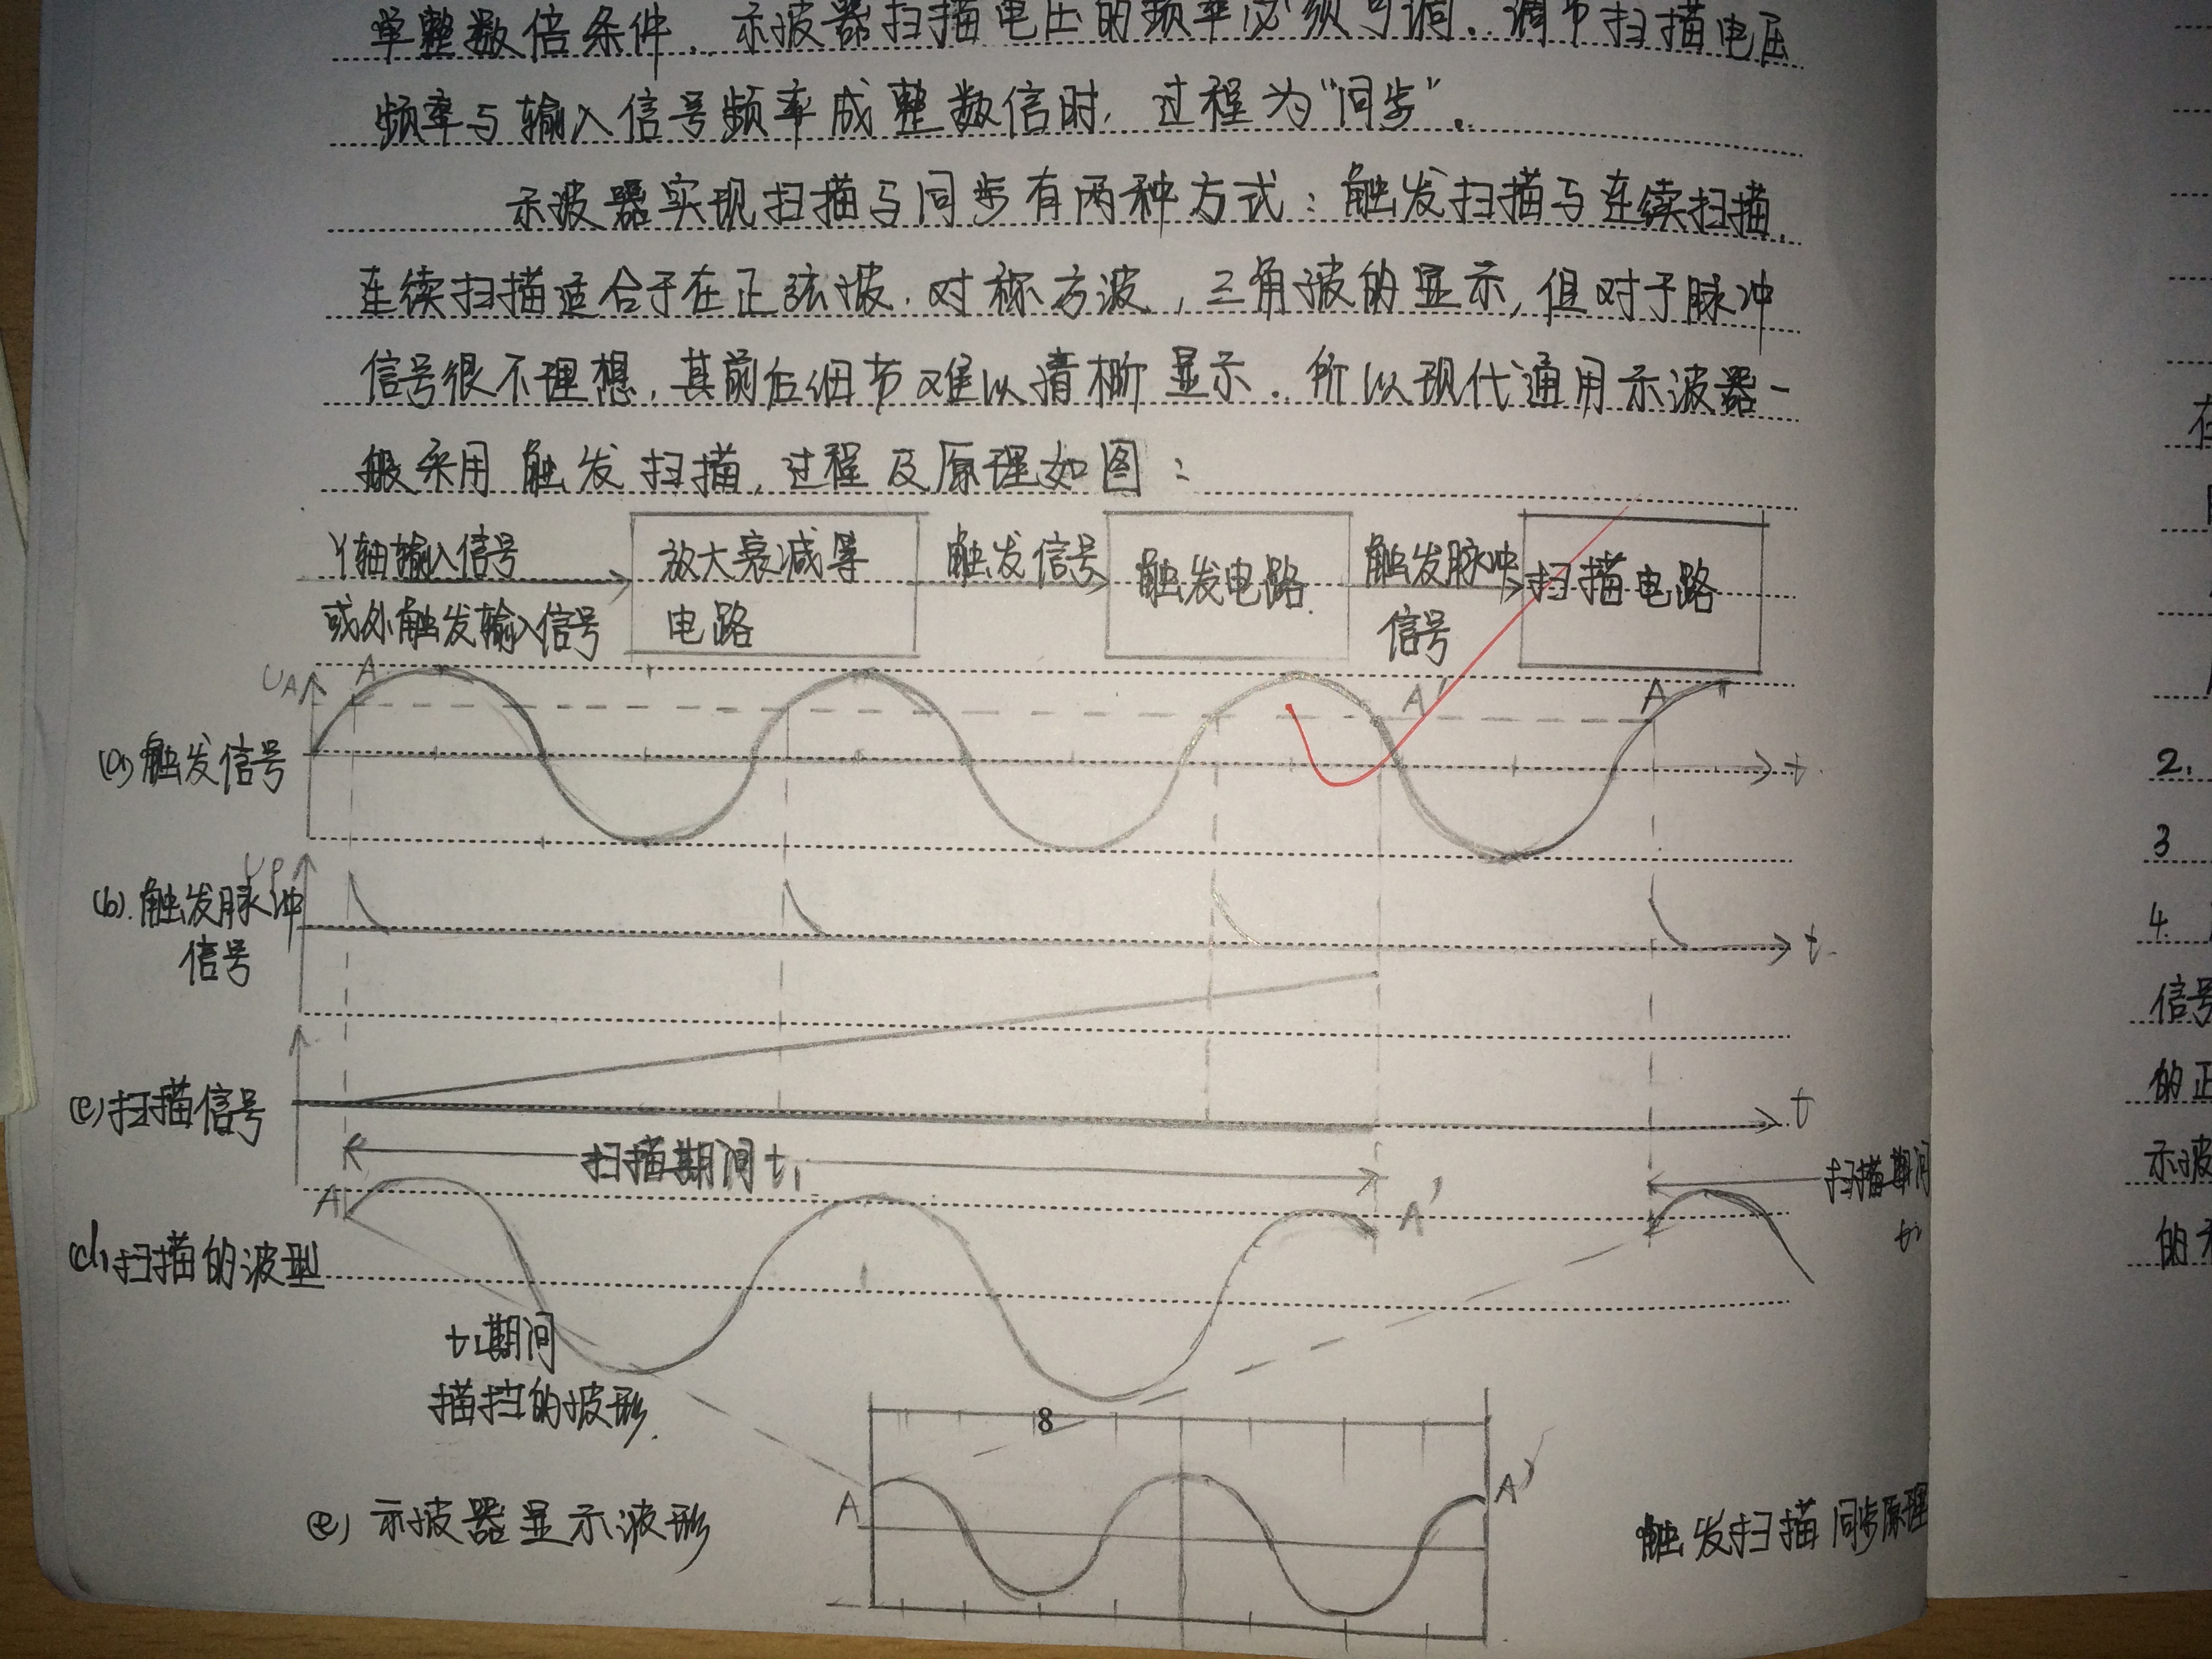 单整数倍条件. 示波器扫描电压的频率必须可调. 调节扫描电压
频率与输入信号频率成整数信时, 过程为"同步".
示波器实现扫描与同步有两种方式: 触发扫描与连续扫描.
连续扫描适合于在正弦波. 对称方波, 三角波的显示, 但对于脉冲
信号很不理想, 其前后细节难以清晰显示. 所以现代通用示波器一
般采用触发扫描, 过程及原理如图:
Y轴输入信号
或外触发输入信号
放大衰减等
电路
触发信号
触发电路.
触发脉冲
信号
扫描电路
UA
A
A'
A
(a) 触发信号
t.
UP
(b). 触发脉冲
信号
t.
(c) 扫描信号
t
扫描期间t₁
扫描期间
A
A'
(d) 扫描的波型
t₁期间
描扫的波形.
8
A
A'
(e) 示波器显示波形
触发扫描同步原理
在
2.
3
4.
信号
的正
示波
的